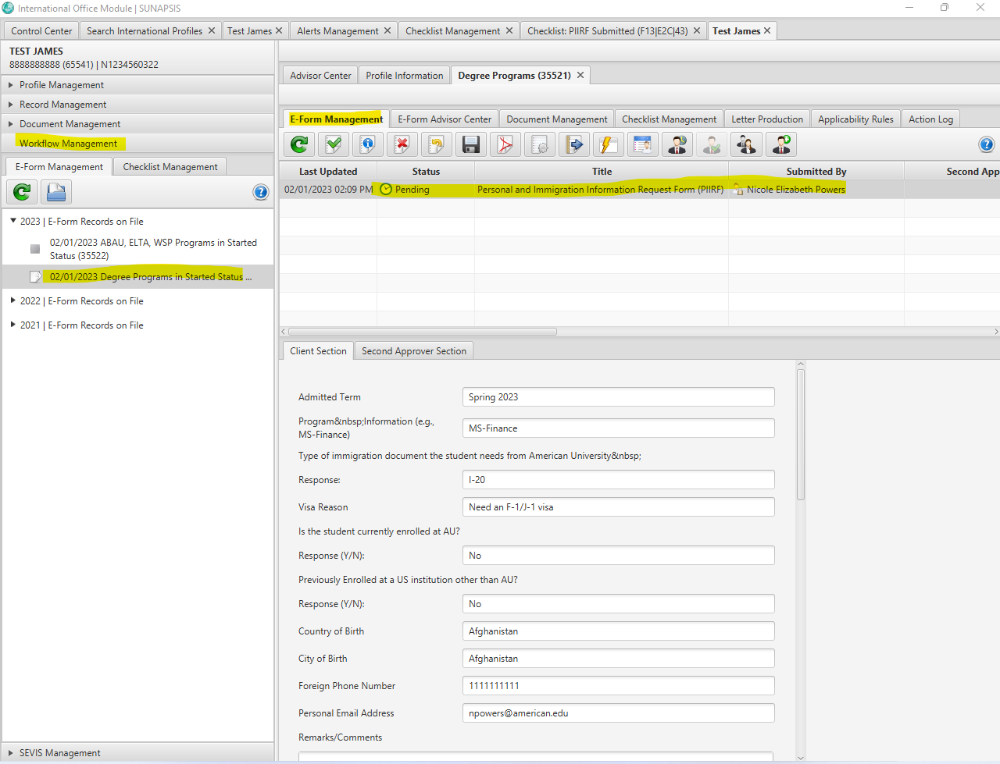 International Office Module | SUNAPSIS
Control Center
Search International Profiles
Test James
Alerts Management
Checklist Management
Checklist: PIIRF Submitted (F13|E2C|43)
Test James
TEST JAMES
8888888888 (65541) | N1234560322
Profile Management
Record Management
Document Management
Workflow Management
E-Form Management
Checklist Management
2023 | E-Form Records on File
02/01/2023 ABAU, ELTA, WSP Programs in Started
Status (35522)
02/01/2023 Degree Programs in Started Status ...
2022 | E-Form Records on File
2021 | E-Form Records on File
SEVIS Management
Advisor Center
Profile Information
Degree Programs (35521)
E-Form Management
E-Form Advisor Center
Document Management
Checklist Management
Letter Production
Applicability Rules
Action Log
Last Updated
Status
Title
Submitted By
Second App
02/01/2023 02:09 PM
Pending
Personal and Immigration Information Request Form (PIIRF)
Nicole Elizabeth Powers
Client Section
Second Approver Section
Admitted Term
Spring 2023
Program&nbsp;Information (e.g.,
MS-Finance)
MS-Finance
Type of immigration document the student needs from American University&nbsp;
Response:
I-20
Visa Reason
Need an F-1/J-1 visa
Is the student currently enrolled at AU?
Response (Y/N):
No
Previously Enrolled at a US institution other than AU?
Response (Y/N):
No
Country of Birth
Afghanistan
City of Birth
Afghanistan
Foreign Phone Number
1111111111
Personal Email Address
npowers@american.edu
Remarks/Comments